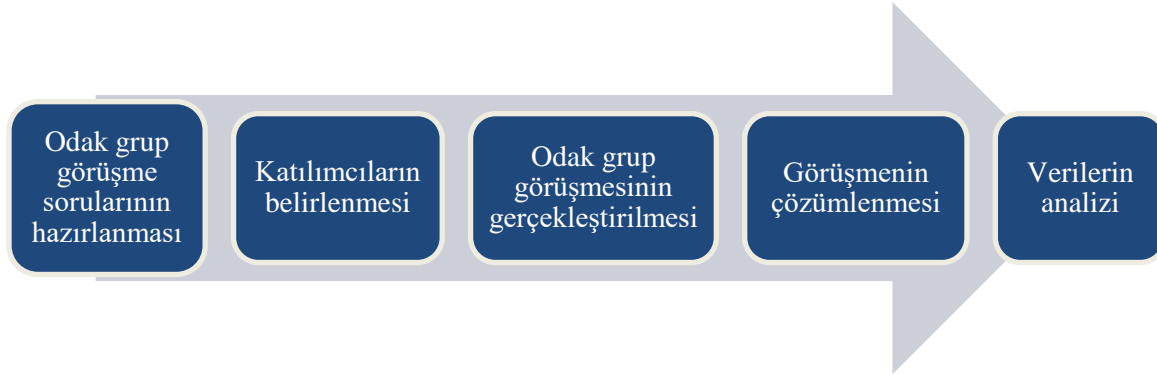 Odak grup
görüşme
sorularının
hazırlanması
Katılımcıların
belirlenmesi
Odak grup
görüşmesinin
gerçekleştirilmesi
Görüşmenin
çözümlenmesi
Verilerin
analizi